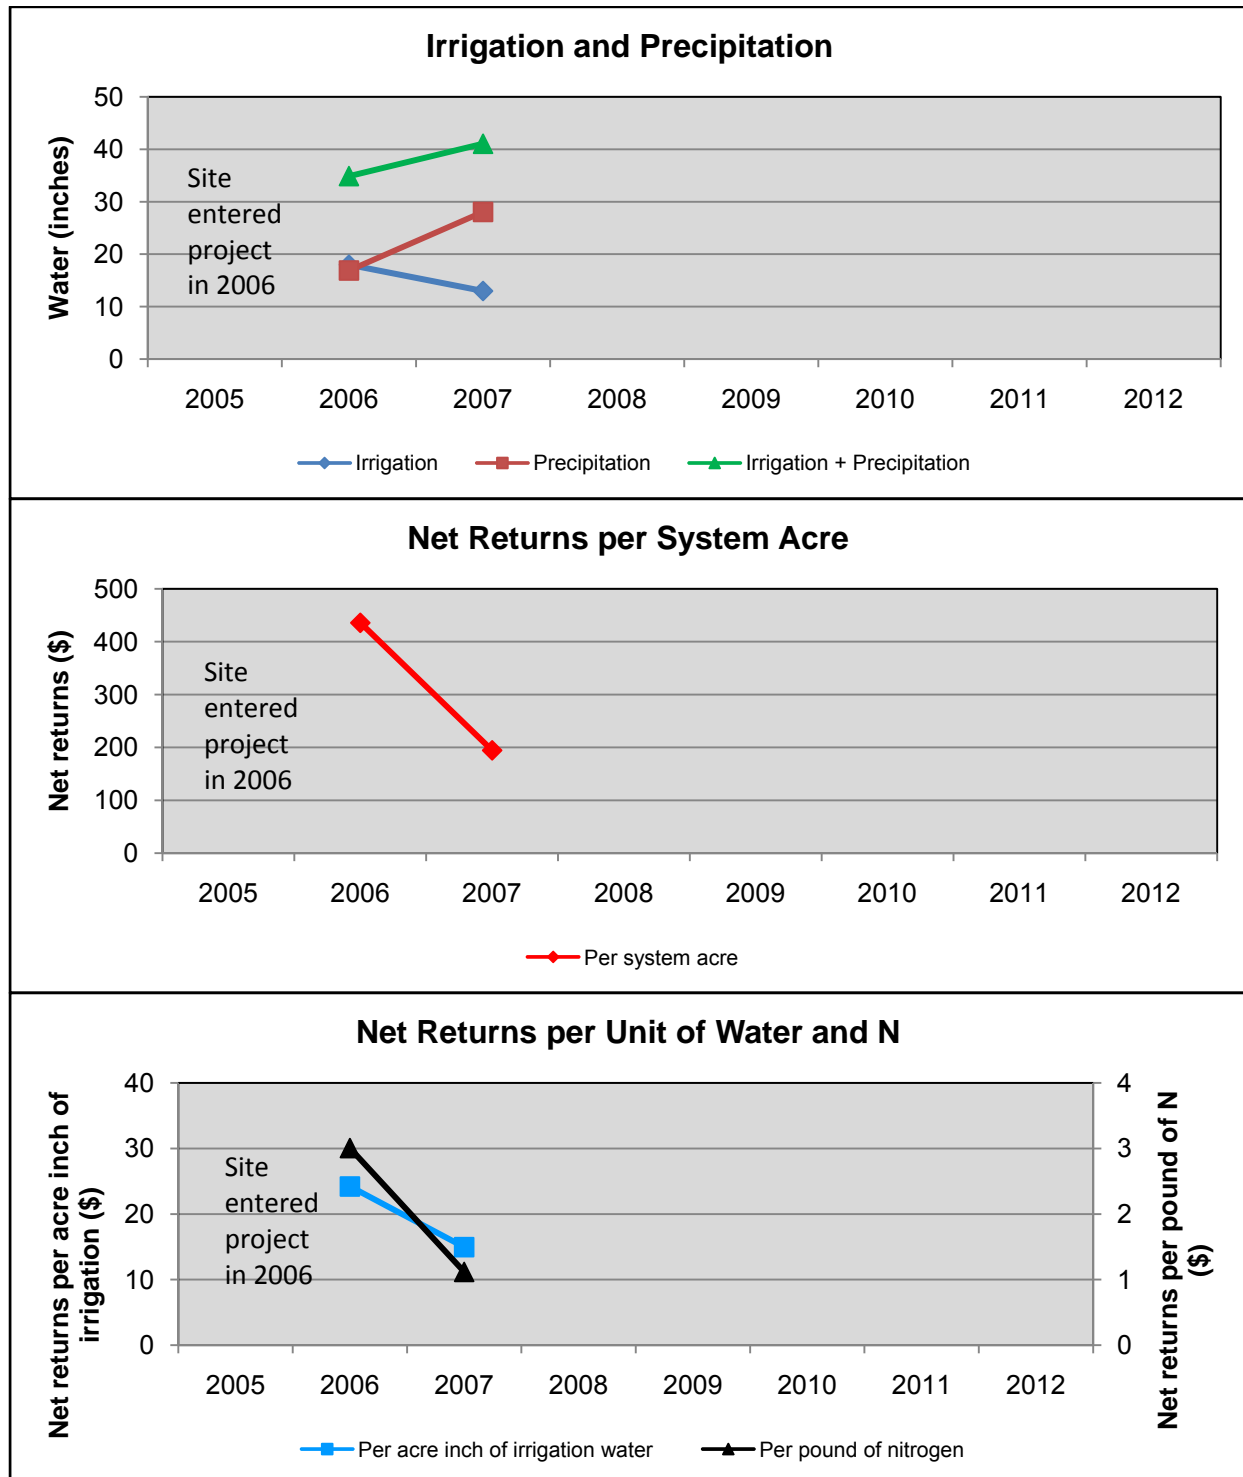 Irrigation and Precipitation
Water (inches)
50
40
30
20
10
0
Site
entered
project
in 2006
2005 2006 2007 2008 2009 2010 2011 2012
Irrigation Precipitation Irrigation + Precipitation
Net Returns per System Acre
Net returns ($)
500
400
300
200
100
0
Site
entered
project
in 2006
2005 2006 2007 2008 2009 2010 2011 2012
Per system acre
Net Returns per Unit of Water and N
Net returns per acre inch of
irrigation ($)
40
30
20
10
0
Site
entered
project
in 2006
4
3
2
1
0
Net returns per pound of N
($)
2005 2006 2007 2008 2009 2010 2011 2012
Per acre inch of irrigation water Per pound of nitrogen